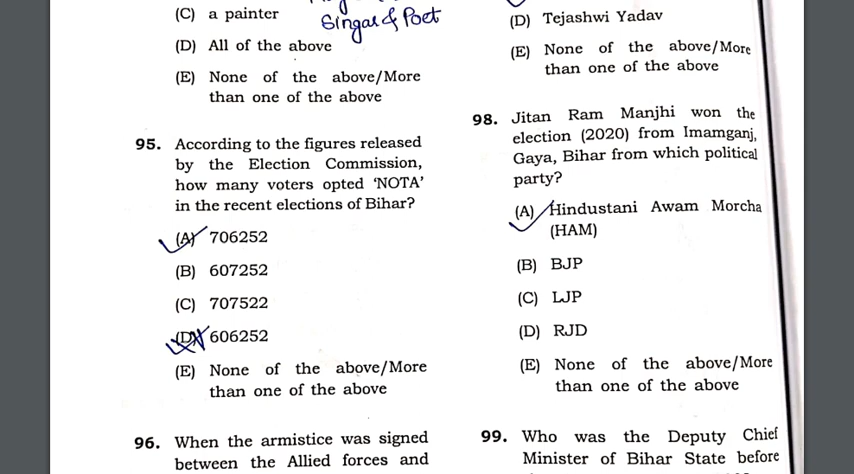 (C) a painter
Singar & Poet
(D) All of the above
(E) None of the above/More
than one of the above
95. According to the figures released
by the Election Commission,
how many voters opted ‘NOTA’
in the recent elections of Bihar?
(A) 706252
(B) 607252
(C) 707522
(D) 606252
(E) None of the above/More
than one of the above
96. When the armistice was signed
between the Allied forces and
(D) Tejashwi Yadav
(E) None of the above/More
than one of the above
98. Jitan Ram Manjhi won the
election (2020) from Imamganj,
Gaya, Bihar from which political
party?
(A) Hindustani Awam Morcha
(HAM)
(B) BJP
(C) LJP
(D) RJD
(E) None of the above/More
than one of the above
99. Who was the Deputy Chief
Minister of Bihar State before